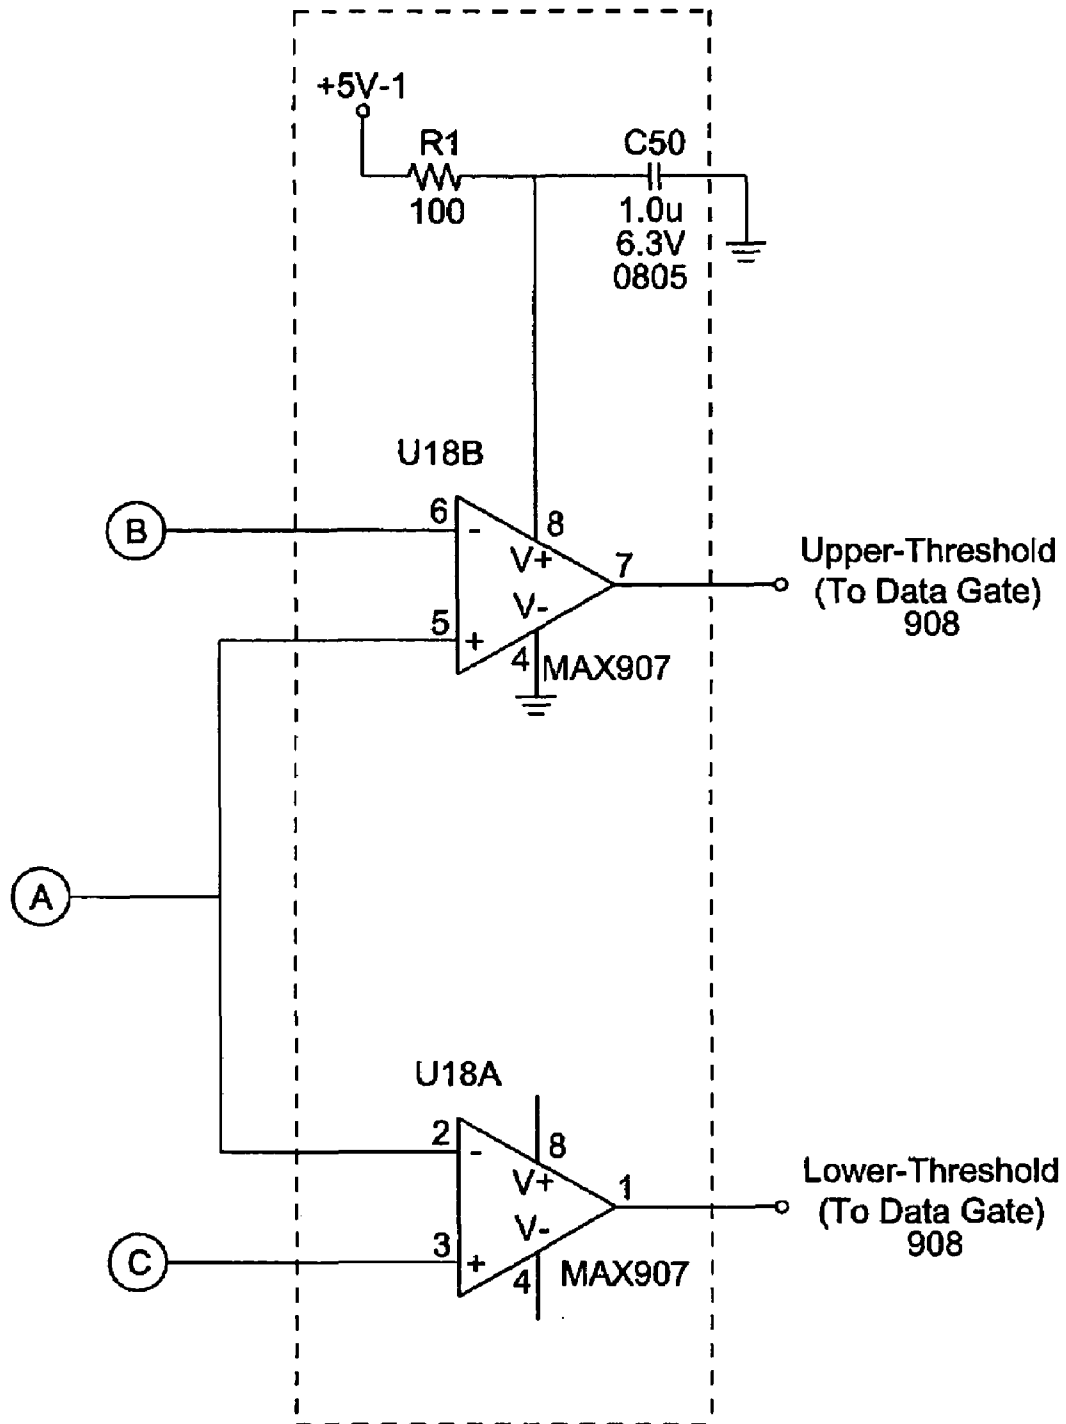 +5V-1
R1
100
C50
1.0u
6.3V
0805
U18B
B
6
-
8
V+
7
V-
5
+
4
MAX907
Upper-Threshold
(To Data Gate)
908
A
U18A
2
-
8
V+
1
V-
3
+
4
MAX907
C
Lower-Threshold
(To Data Gate)
908